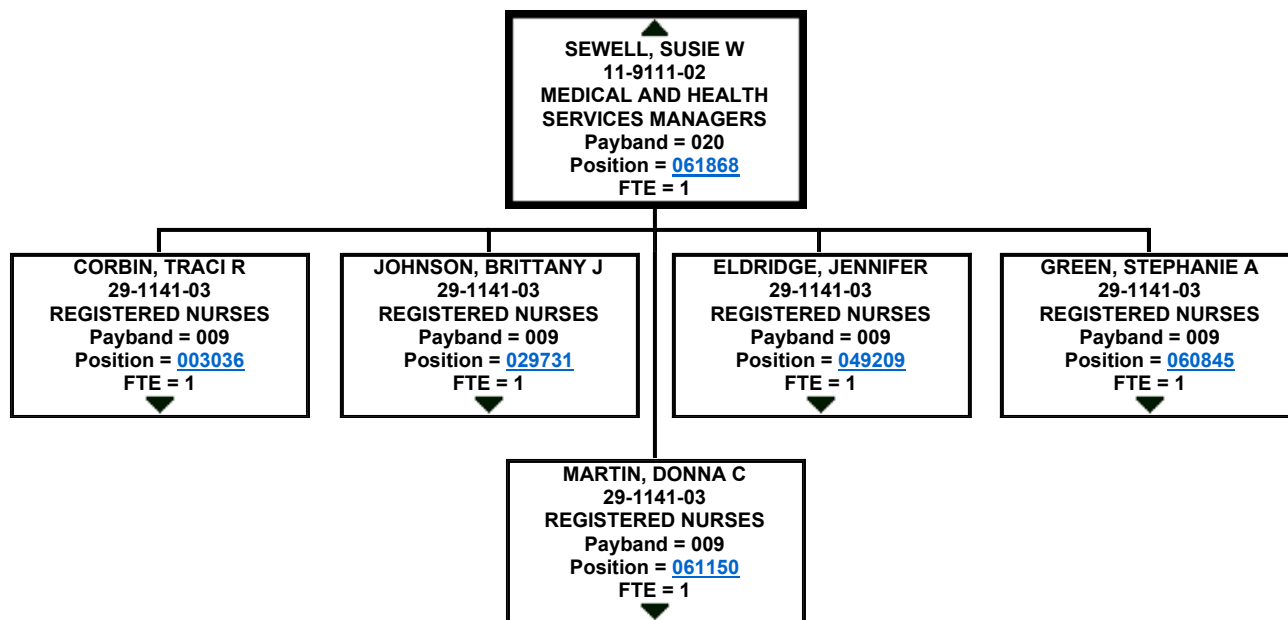 SEWELL, SUSIE W
11-9111-02
MEDICAL AND HEALTH
SERVICES MANAGERS
Payband = 020
Position = 061868
FTE = 1
CORBIN, TRACI R
29-1141-03
REGISTERED NURSES
Payband = 009
Position = 003036
FTE = 1
JOHNSON, BRITTANY J
29-1141-03
REGISTERED NURSES
Payband = 009
Position = 029731
FTE = 1
ELDRIDGE, JENNIFER
29-1141-03
REGISTERED NURSES
Payband = 009
Position = 049209
FTE = 1
GREEN, STEPHANIE A
29-1141-03
REGISTERED NURSES
Payband = 009
Position = 060845
FTE = 1
MARTIN, DONNA C
29-1141-03
REGISTERED NURSES
Payband = 009
Position = 061150
FTE = 1